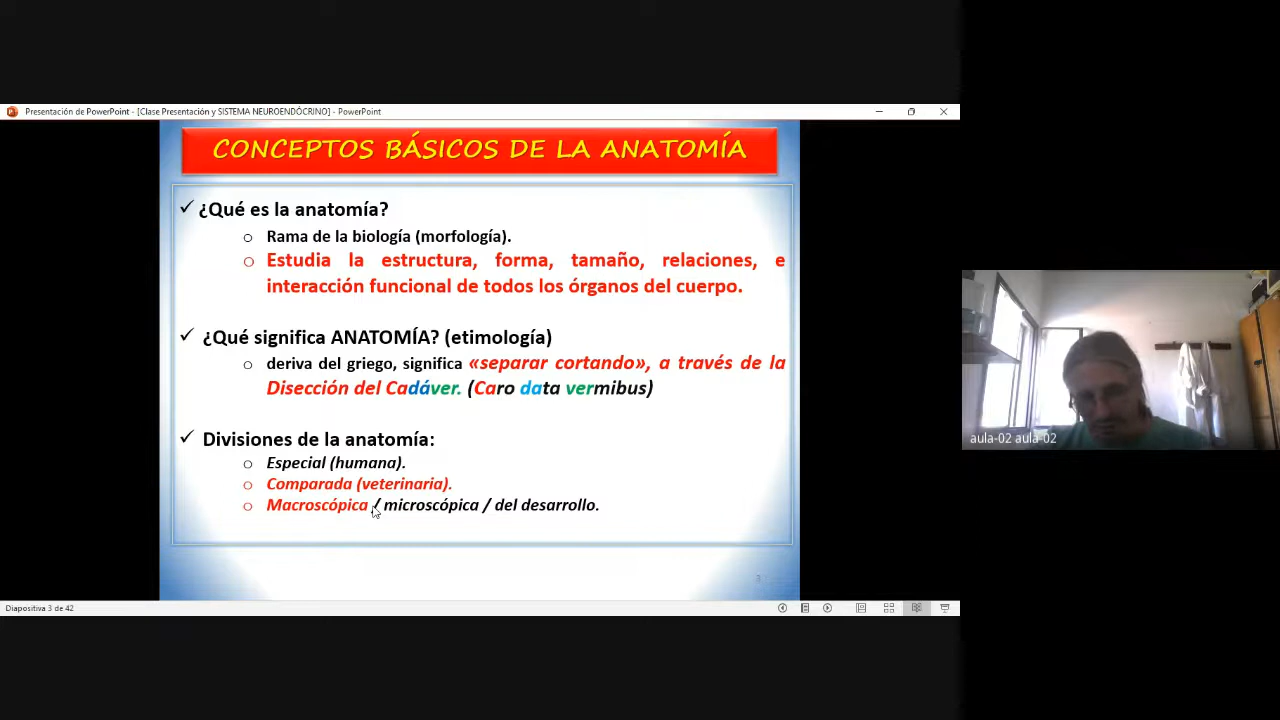 Presentación de PowerPoint - [Clase Presentación y SISTEMA NEUROENDÓCRINO] - PowerPoint
CONCEPTOS BÁSICOS DE LA ANATOMÍA
¿Qué es la anatomía?
Rama de la biología (morfología).
Estudia la estructura, forma, tamaño, relaciones, e
interacción funcional de todos los órganos del cuerpo.
¿Qué significa ANATOMÍA? (etimología)
deriva del griego, significa «separar cortando», a través de la
Disección del Cadáver. (Caro data vermibus)
Divisiones de la anatomía:
Especial (humana).
Comparada (veterinaria).
Macroscópica / microscópica / del desarrollo.
3
Diapositiva 3 de 42
aula-02 aula-02